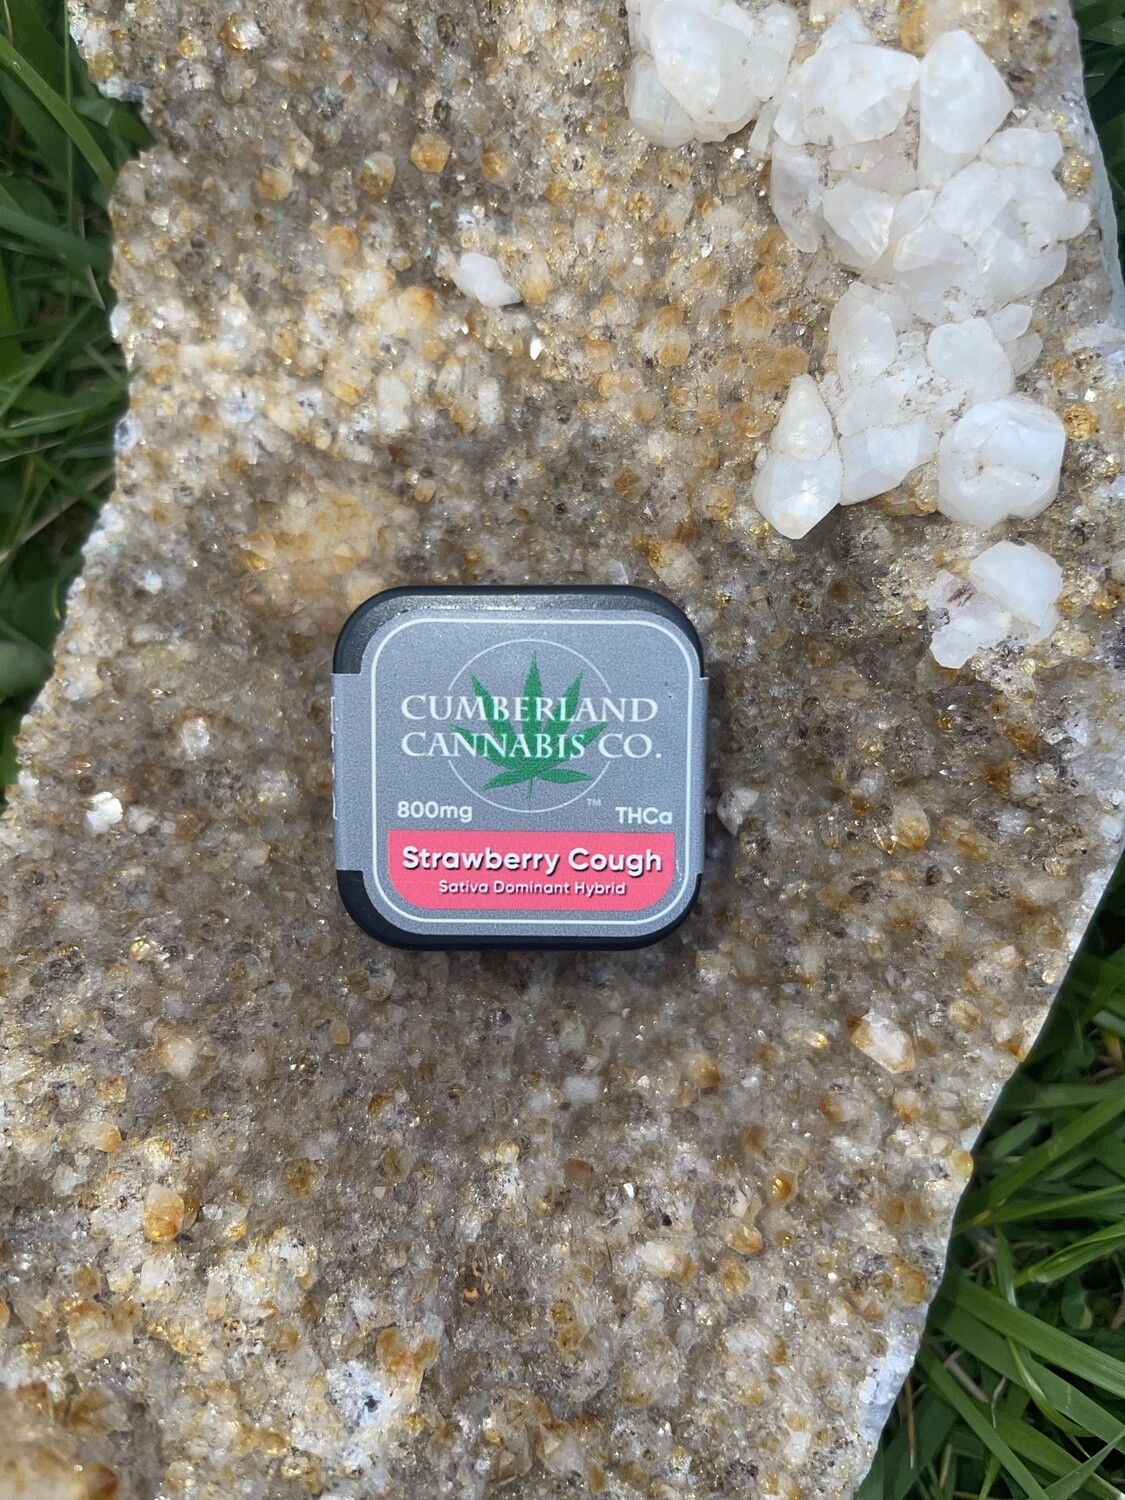 CUMBERLAND
CANNABIS CO.
TM
800mg THCa
Strawberry Cough
Sativa Dominant Hybrid